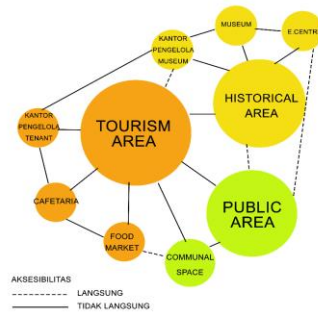 MUSEUM
E.CENTRE
KANTOR
PENGELOLA
MUSEUM
HISTORICAL
AREA
KANTOR
PENGELOLA
TENANT
TOURISM
AREA
CAFETARIA
PUBLIC
AREA
FOOD
MARKET
COMMUNAL
SPACE
AKSESIBILITAS
LANGSUNG
TIDAK LANGSUNG